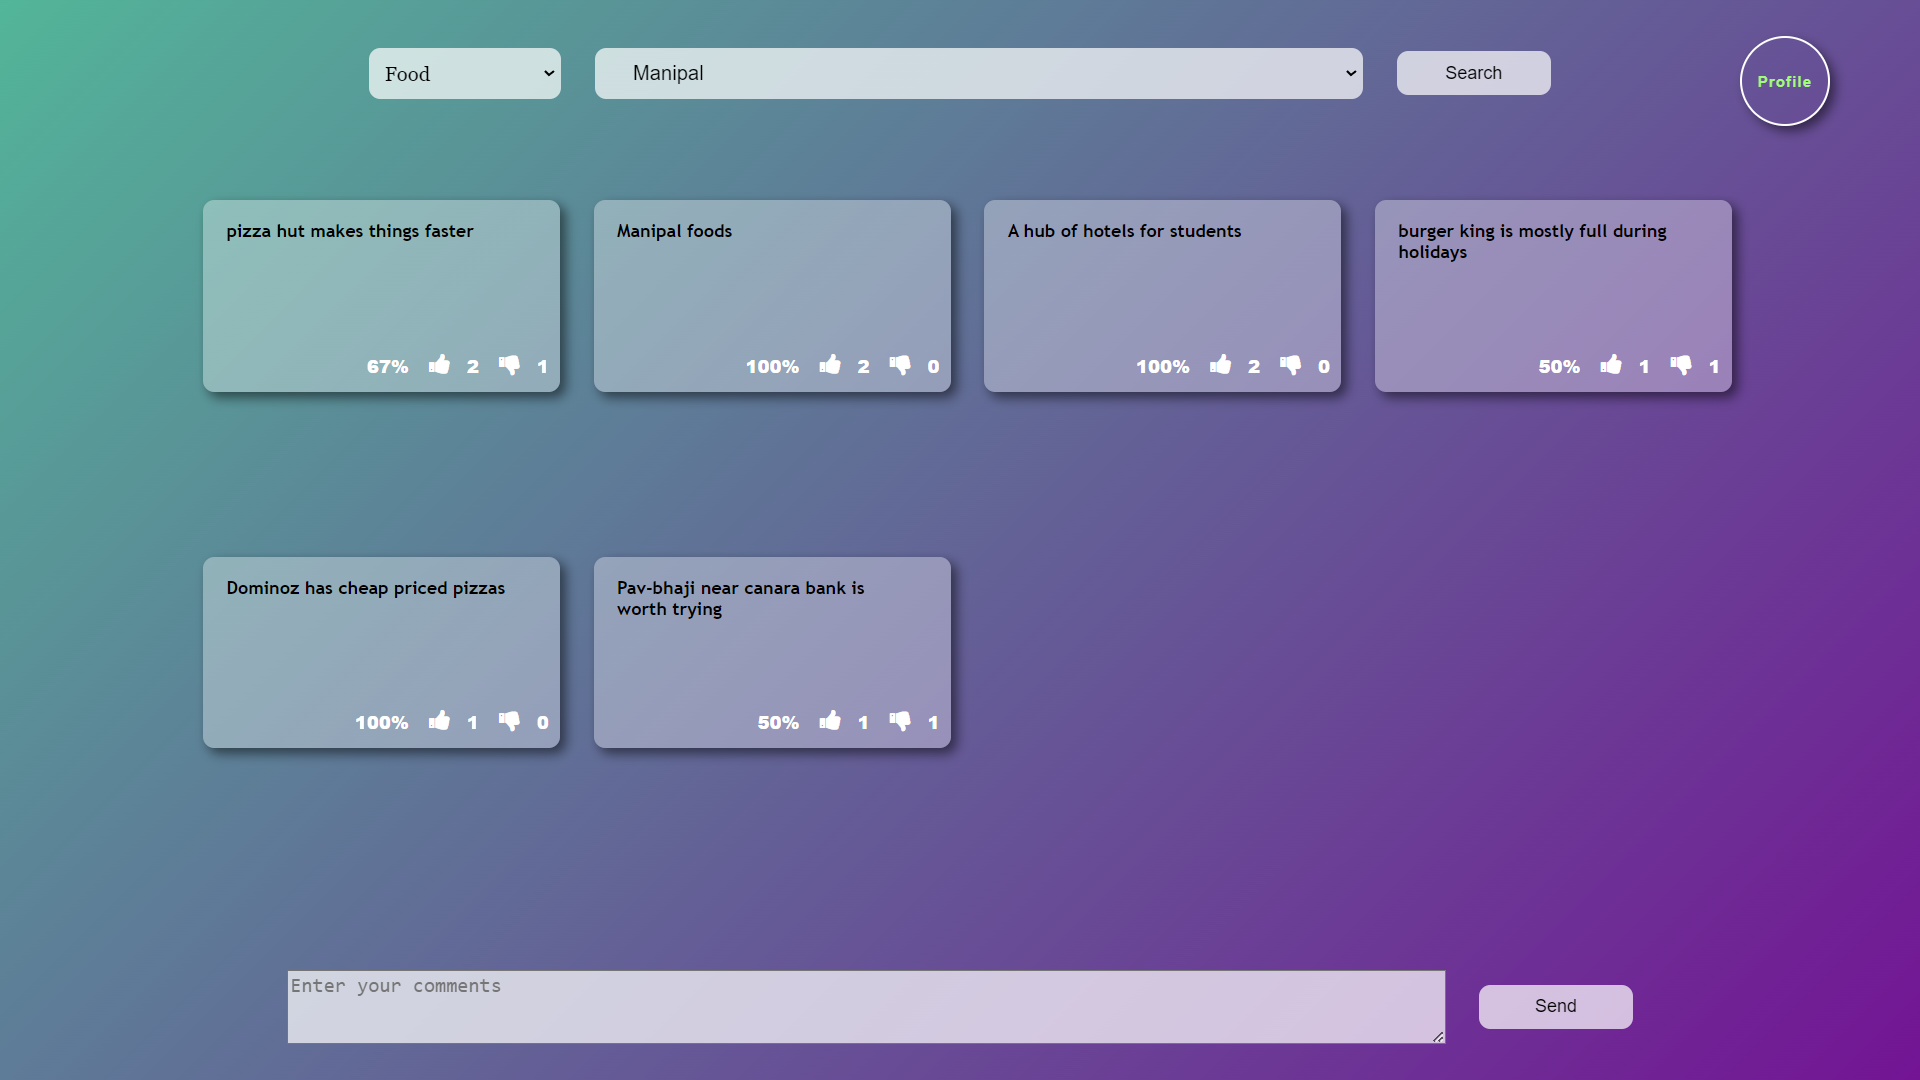 Food
Manipal
Search
Profile
pizza hut makes things faster
67% 2 1
Manipal foods
100% 2 0
A hub of hotels for students
100% 2 0
burger king is mostly full during
holidays
50% 1 1
Dominoz has cheap priced pizzas
100% 1 0
Pav-bhaji near canara bank is
worth trying
50% 1 1
Enter your comments
Send